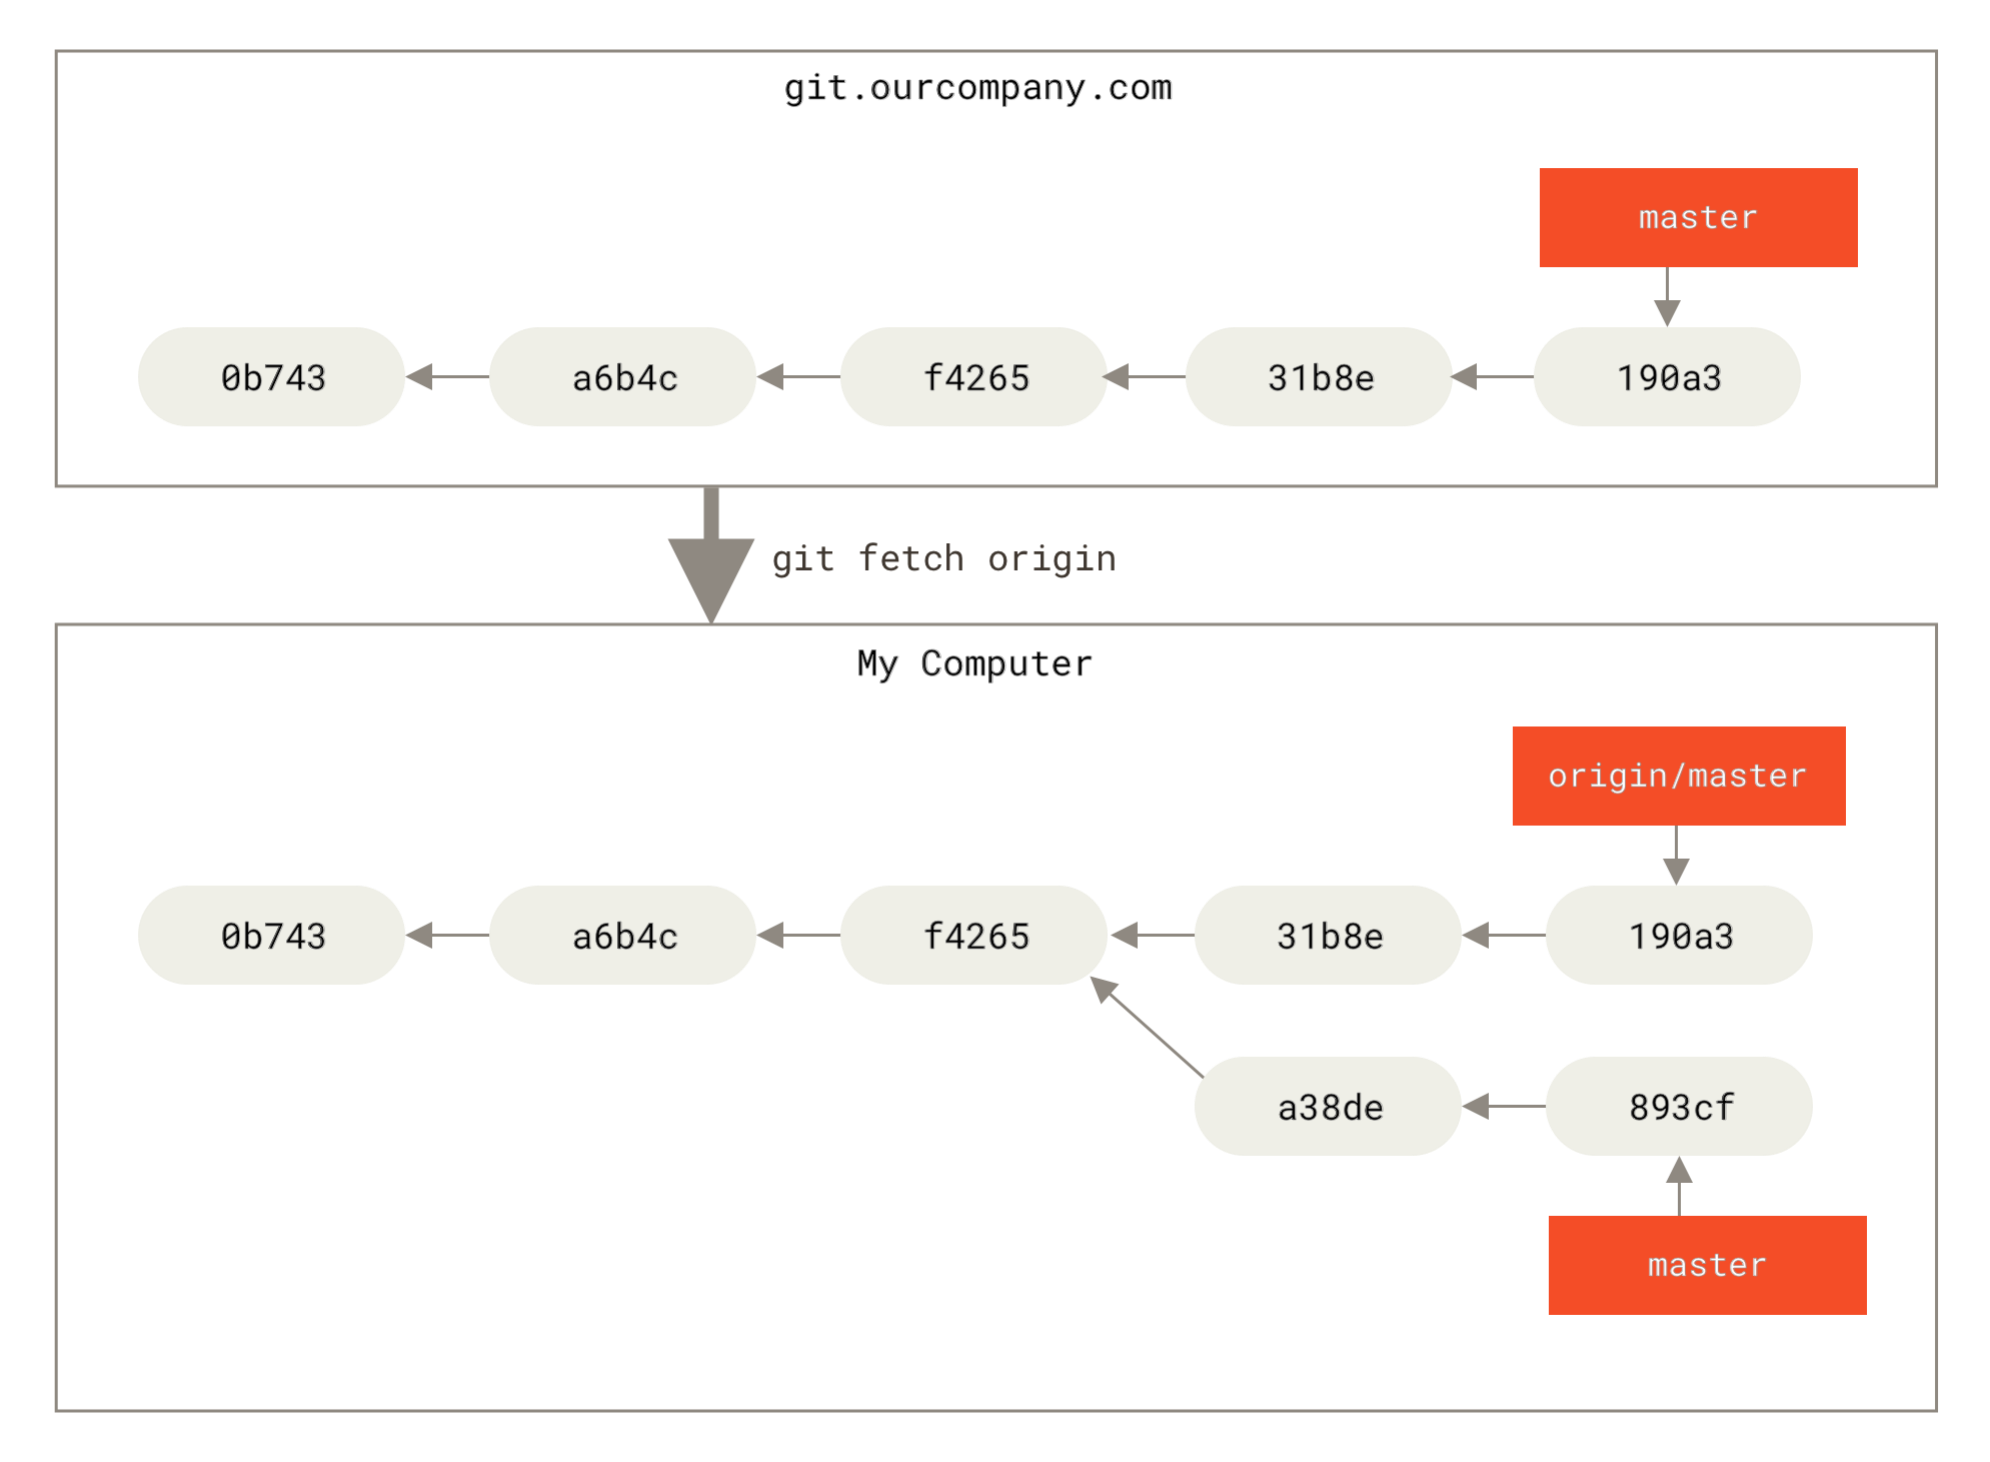 git.ourcompany.com
master
0b743 a6b4c f4265 31b8e 190a3
git fetch origin
My Computer
origin/master
0b743 a6b4c f4265 31b8e 190a3
a38de 893cf
master